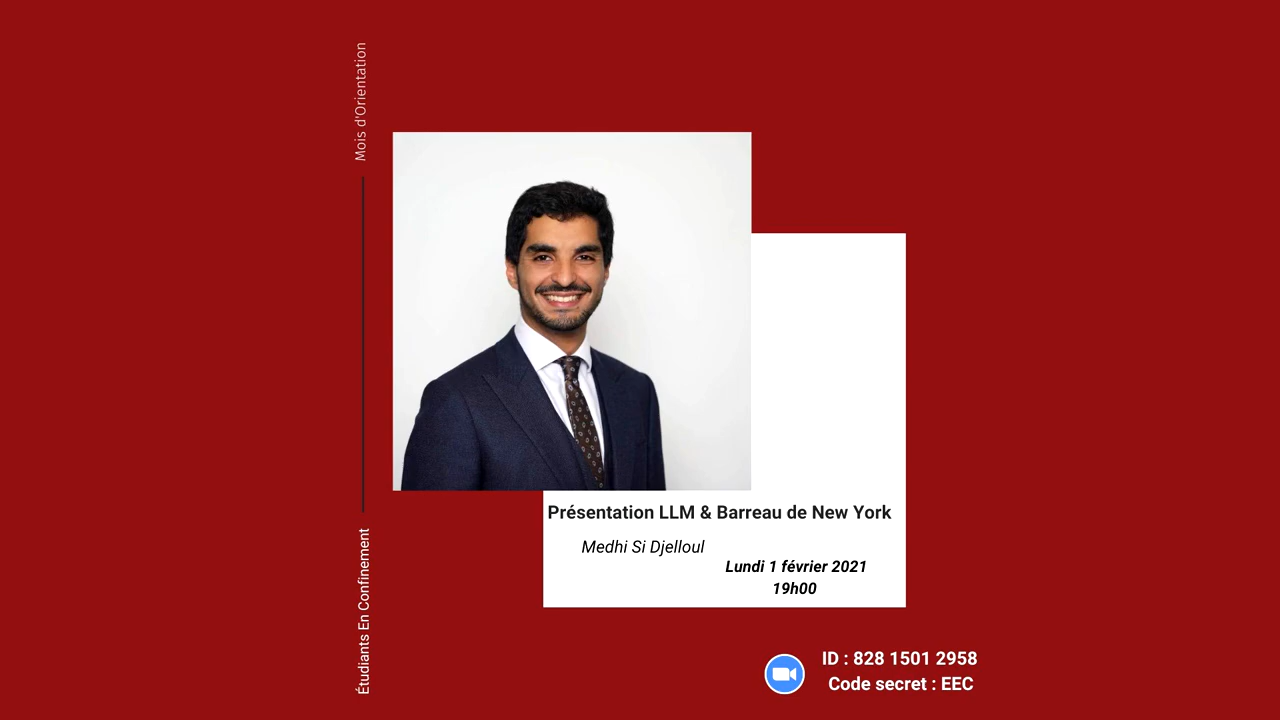 Mois d'Orientation
Étudiants En Confinement
Présentation LLM & Barreau de New York
Medhi Si Djelloul
Lundi 1 février 2021
19h00
ID : 828 1501 2958
Code secret : EEC